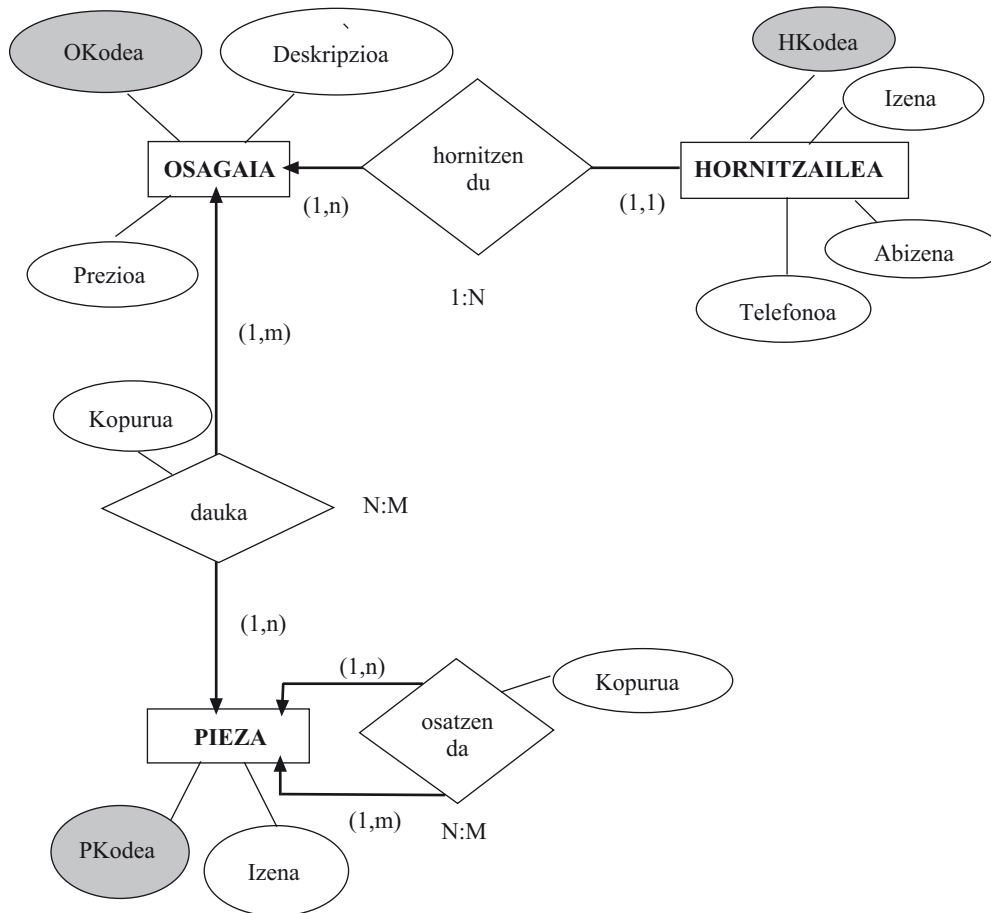 OKodea
Deskripzioa
HKodea
Izena
OSAGAIA
hornitzen
du
HORNITZAILEA
(1,n)
(1,1)
Prezioa
Abizena
1:N
Telefonoa
(1,m)
Kopurua
dauka
N:M
(1,n)
(1,n)
Kopurua
PIEZA
osatzen
da
(1,m)
N:M
PKodea
Izena